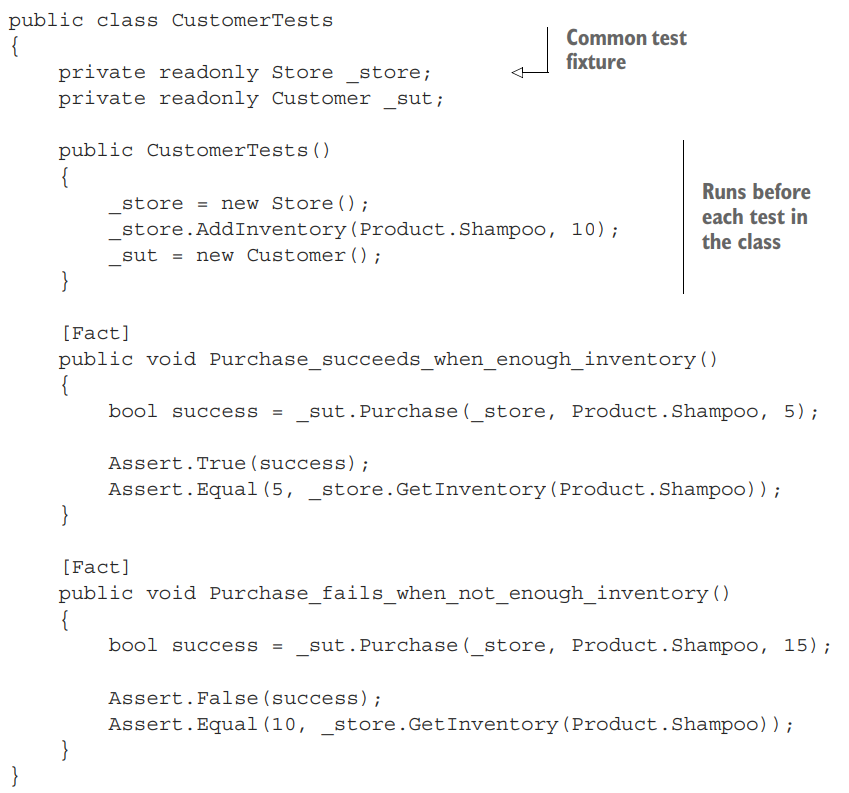 public class CustomerTests
{
    private readonly Store _store;
    private readonly Customer _sut;
Common test
fixture
    public CustomerTests()
    {
        _store = new Store();
        _store.AddInventory(Product.Shampoo, 10);
        _sut = new Customer();
    }
Runs before
each test in
the class
    [Fact]
    public void Purchase_succeeds_when_enough_inventory()
    {
        bool success = _sut.Purchase(_store, Product.Shampoo, 5);
        Assert.True(success);
        Assert.Equal(5, _store.GetInventory(Product.Shampoo));
    }
    [Fact]
    public void Purchase_fails_when_not_enough_inventory()
    {
        bool success = _sut.Purchase(_store, Product.Shampoo, 15);
        Assert.False(success);
        Assert.Equal(10, _store.GetInventory(Product.Shampoo));
    }
}